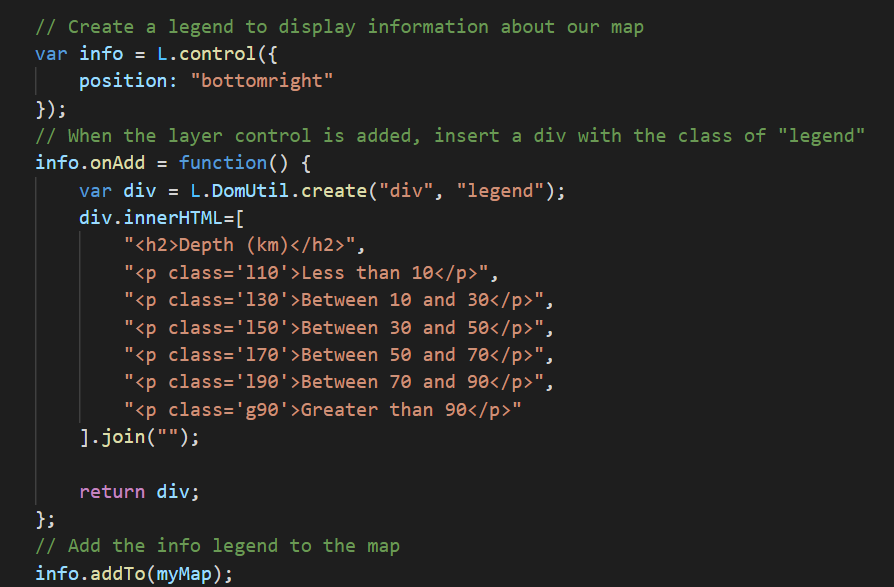 // Create a legend to display information about our map
var info = L.control({
    position: "bottomright"
});
// When the layer control is added, insert a div with the class of "legend"
info.onAdd = function() {
    var div = L.DomUtil.create("div", "legend");
    div.innerHTML=[
        "<h2>Depth (km)</h2>",
        "<p class='l10'>Less than 10</p>",
        "<p class='l30'>Between 10 and 30</p>",
        "<p class='l50'>Between 30 and 50</p>",
        "<p class='l70'>Between 50 and 70</p>",
        "<p class='l90'>Between 70 and 90</p>",
        "<p class='g90'>Greater than 90</p>"
    ].join("");

    return div;
};
// Add the info legend to the map
info.addTo(myMap);